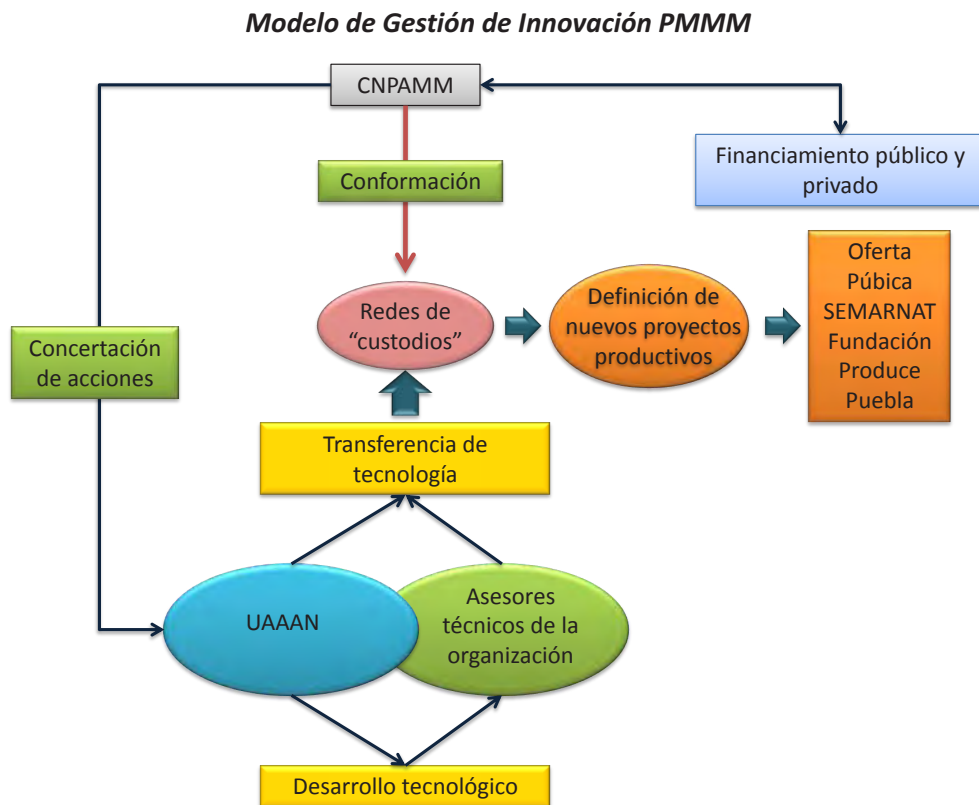 Modelo de Gestión de Innovación PMMM
CNPAMM
Financiamiento público y
privado
Conformación
Oferta
Púbica
SEMARNAT
Fundación
Produce
Puebla
Redes de
“custodios”
Definición de
nuevos proyectos
productivos
Concertación
de acciones
Transferencia de
tecnología
UAAAN
Asesores
técnicos de la
organización
Desarrollo tecnológico